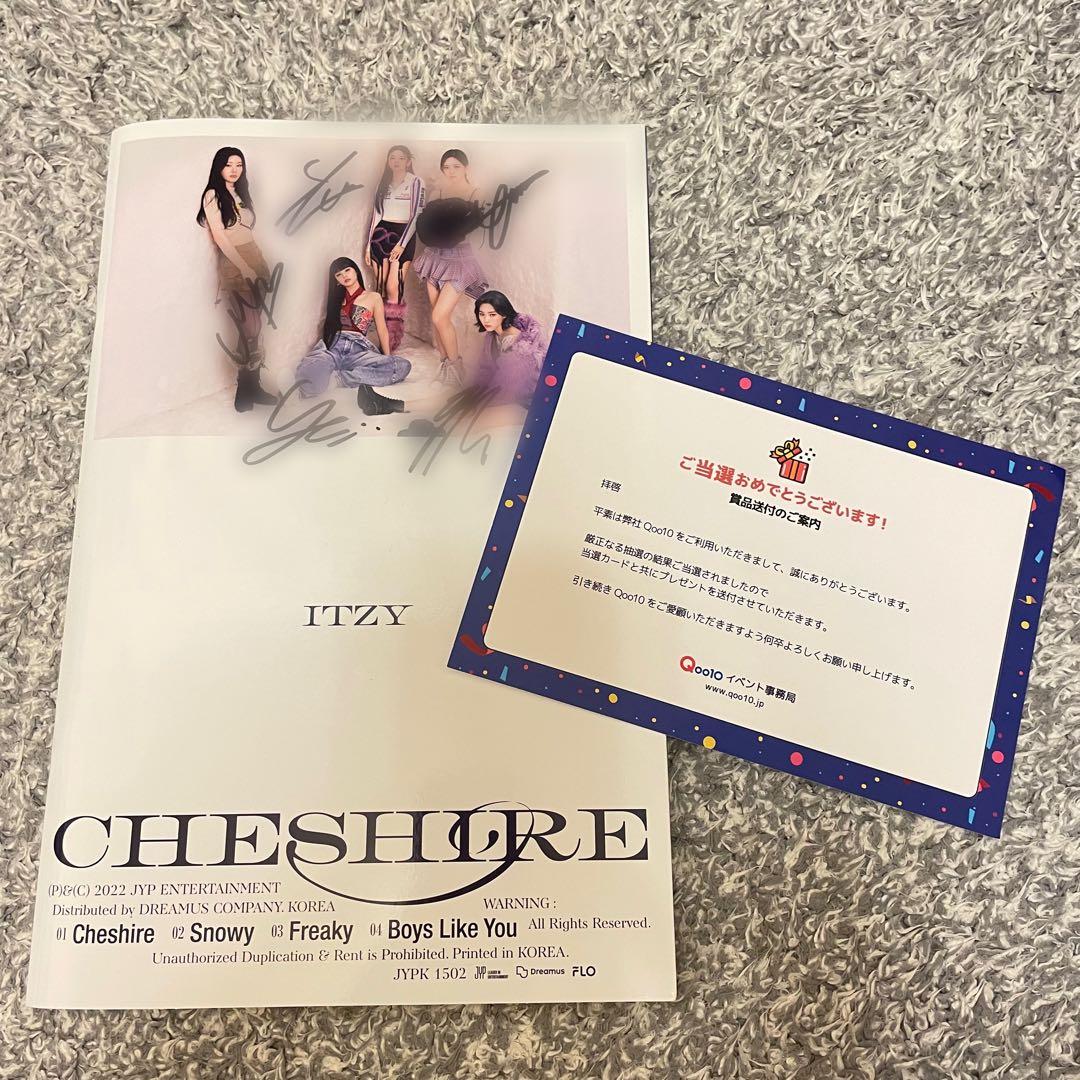 ITZY
CHESHIRE
(P)&(C) 2022 JYP ENTERTAINMENT
Distributed by DREAMUS COMPANY. KOREA
WARNING :
01 Cheshire 02 Snowy 03 Freaky 04 Boys Like You All Rights Reserved.
Unauthorized Duplication & Rent is Prohibited. Printed in KOREA.
JYPK 1502 JYP LEADER IN ENTERTAINMENT Dreamus FLO
ご当選おめでとうございます!
賞品送付のご案内
拝啓
平素は弊社 Qoo10 をご利用いただきまして、誠にありがとうございます。
厳正なる抽選の結果ご当選されましたので
当選カードと共にプレゼントを送付させていただきます。
引き続き Qoo10 をご愛顧いただきますよう何卒よろしくお願い申し上げます。
Qoo10 イベント事務局
www.qoo10.jp